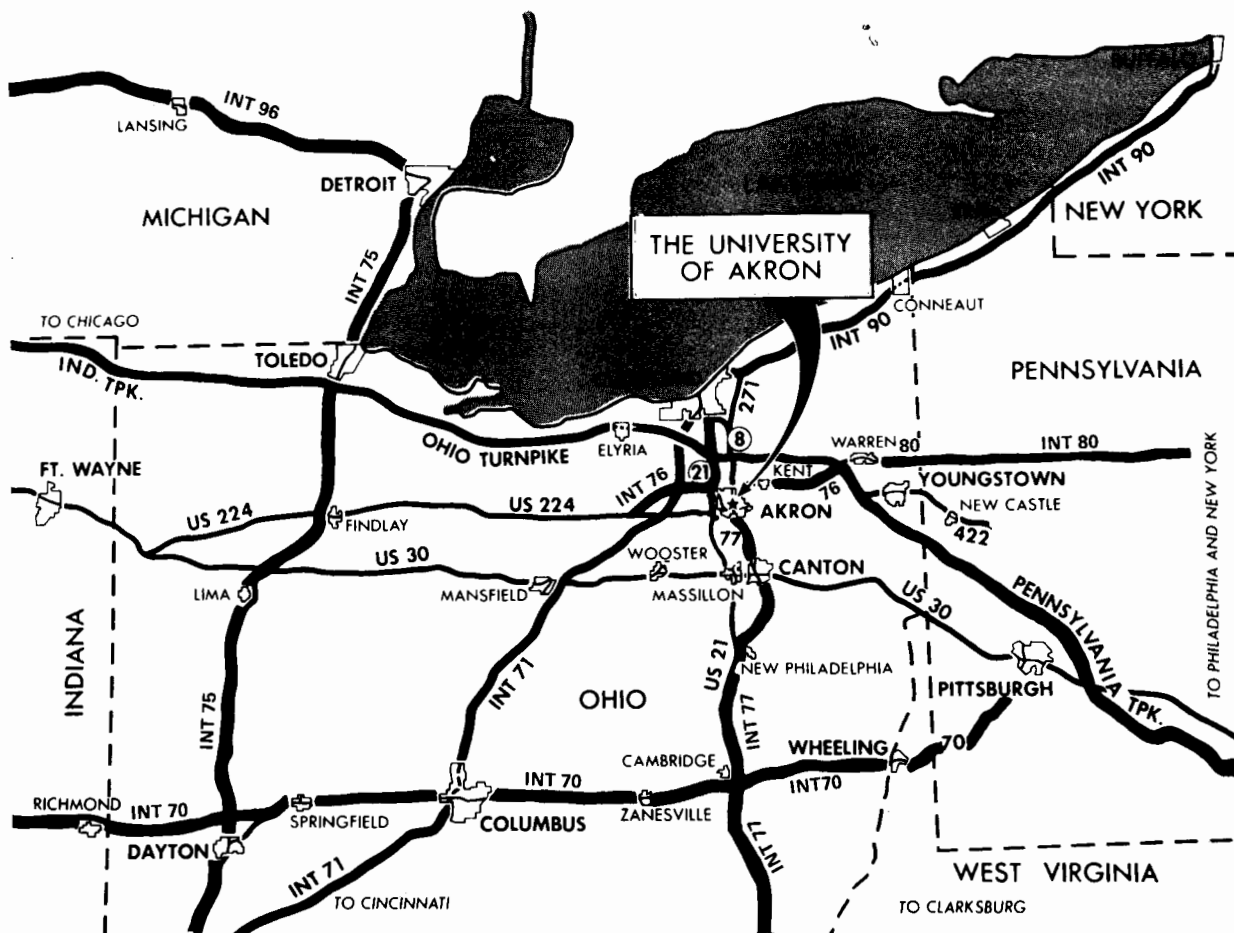 BUFFALO
INT 96
LANSING
DETROIT
INT 90
MICHIGAN
NEW YORK
THE UNIVERSITY
OF AKRON
INT 75
CONNEAUT
TO CHICAGO
INT 90
TOLEDO
IND. TPK.
PENNSYLVANIA
271
OHIO TURNPIKE
ELYRIA
8
WARREN
80
INT 80
FT. WAYNE
21
KENT
76
YOUNGSTOWN
INT 76
NEW CASTLE
422
US 224
FINDLAY
US 224
AKRON
77
US 30
WOOSTER
CANTON
LIMA
MANSFIELD
MASSILLON
US 30
PENNSYLVANIA TPK.
TO PHILADELPHIA AND NEW YORK
INDIANA
INT 75
INT 71
OHIO
US 21
NEW PHILADELPHIA
PITTSBURGH
INT 77
WHEELING
70
CAMBRIDGE
INT 70
INT70
RICHMOND
INT 70
SPRINGFIELD
COLUMBUS
ZANESVILLE
DAYTON
INT 71
INT 77
WEST VIRGINIA
TO CINCINNATI
TO CLARKSBURG